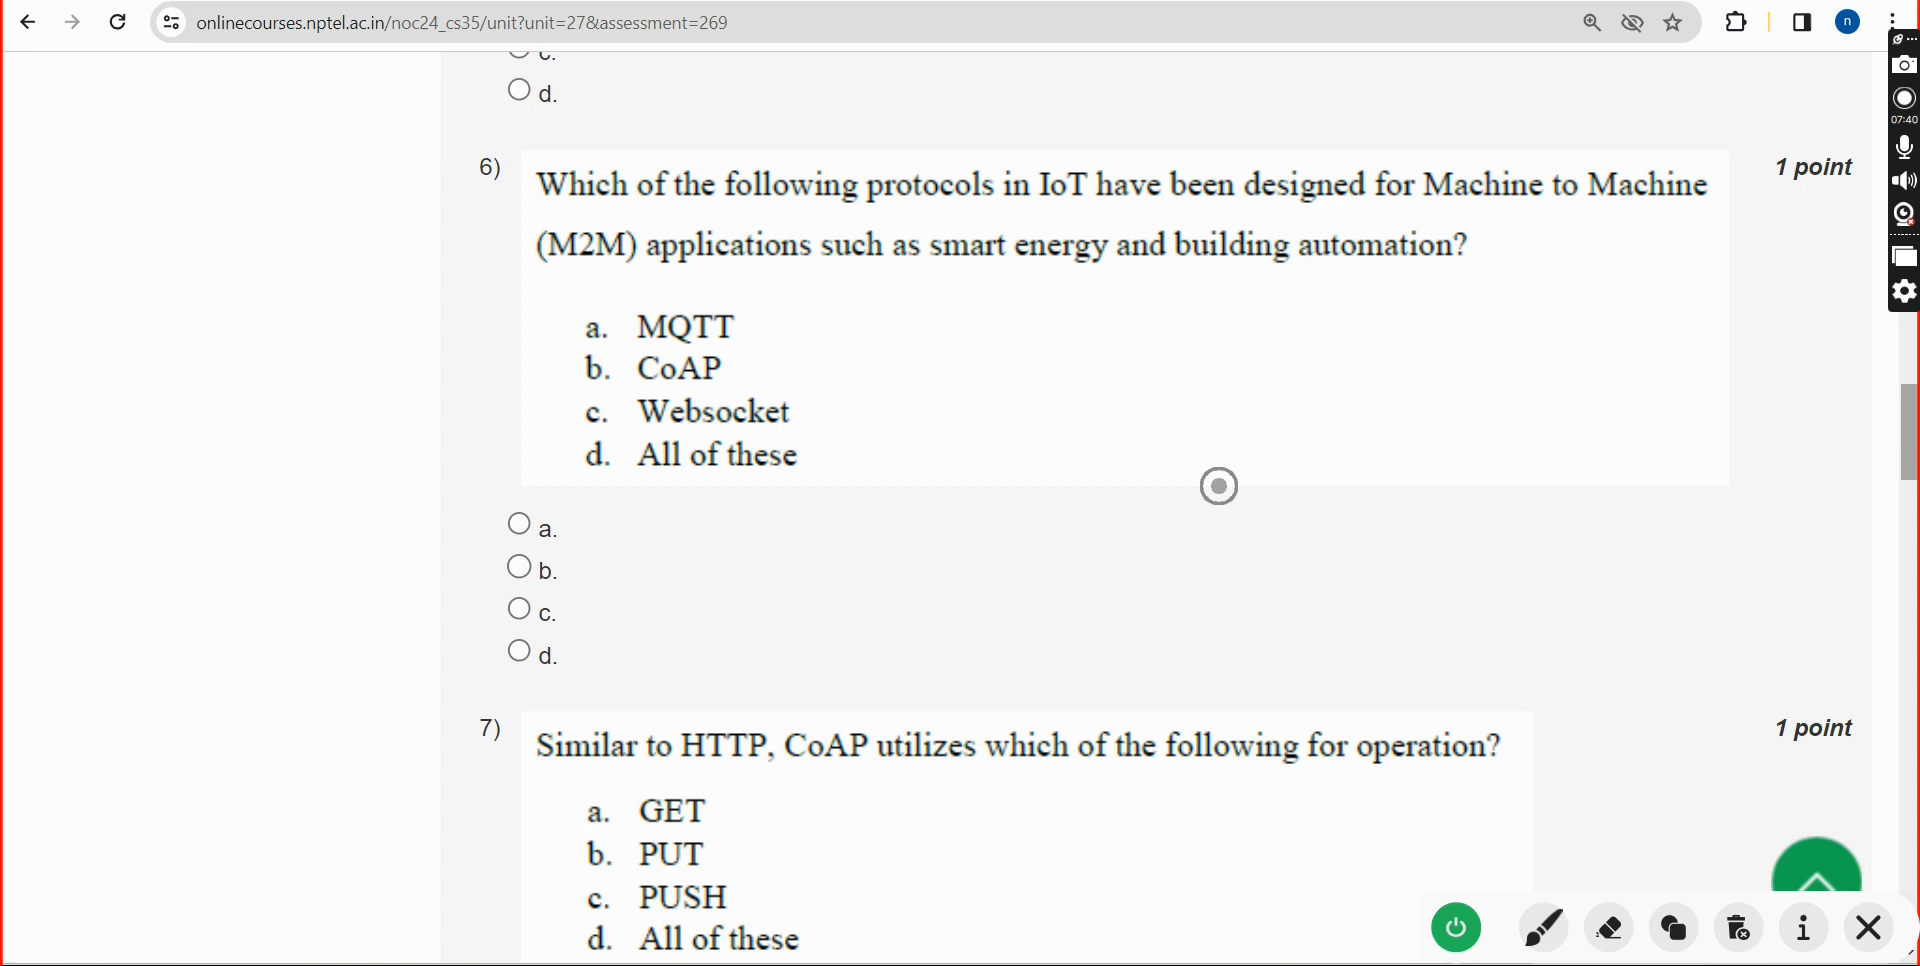 onlinecourses.nptel.ac.in/noc24_cs35/unit?unit=27&assessment=269
n
07:40
c.
d.
6)
Which of the following protocols in IoT have been designed for Machine to Machine
(M2M) applications such as smart energy and building automation?
1 point
a. MQTT
b. CoAP
c. Websocket
d. All of these
a.
b.
c.
d.
7)
Similar to HTTP, CoAP utilizes which of the following for operation?
1 point
a. GET
b. PUT
c. PUSH
d. All of these